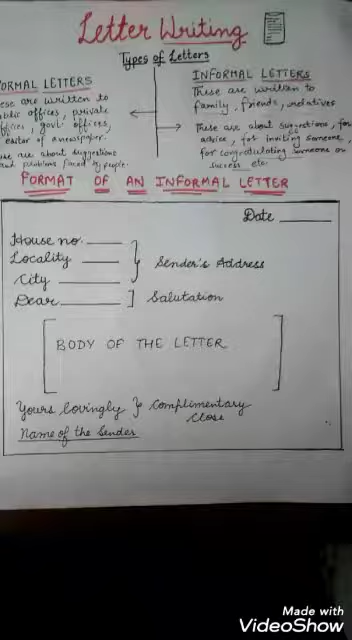 Letter Writing
Types of Letters
FORMAL LETTERS
These are written to
public offices, private
offices, govt offices,
editor of a newspaper.
These are about suggestions
problems faced by people.
INFORMAL LETTERS
These are written to
family, friends, relatives
These are about suggestions, for
advice, for inviting someone,
for congratulating someone on
success etc.
FORMAT OF AN INFORMAL LETTER
Date
House no.
Locality
City
Sender's Address
Dear
Salutation
BODY OF THE LETTER
Yours lovingly
Complimentary
Close
Name of the Sender
Made with
VideoShow